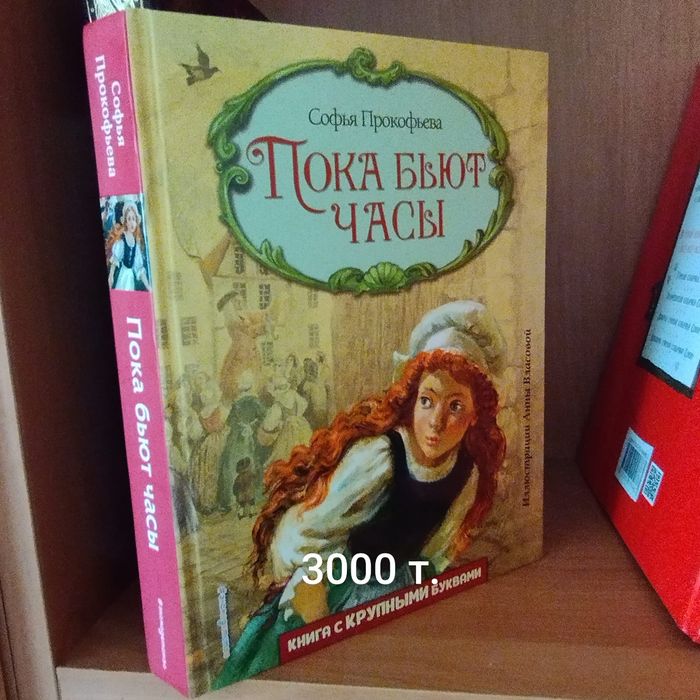 Софья
Прокофьева
Пока бьют часы
Софья Прокофьева
Пока бьют
часы
Иллюстрации Анны Власовой
3000 т.
КНИГА С КРУПНЫМИ БУКВАМИ